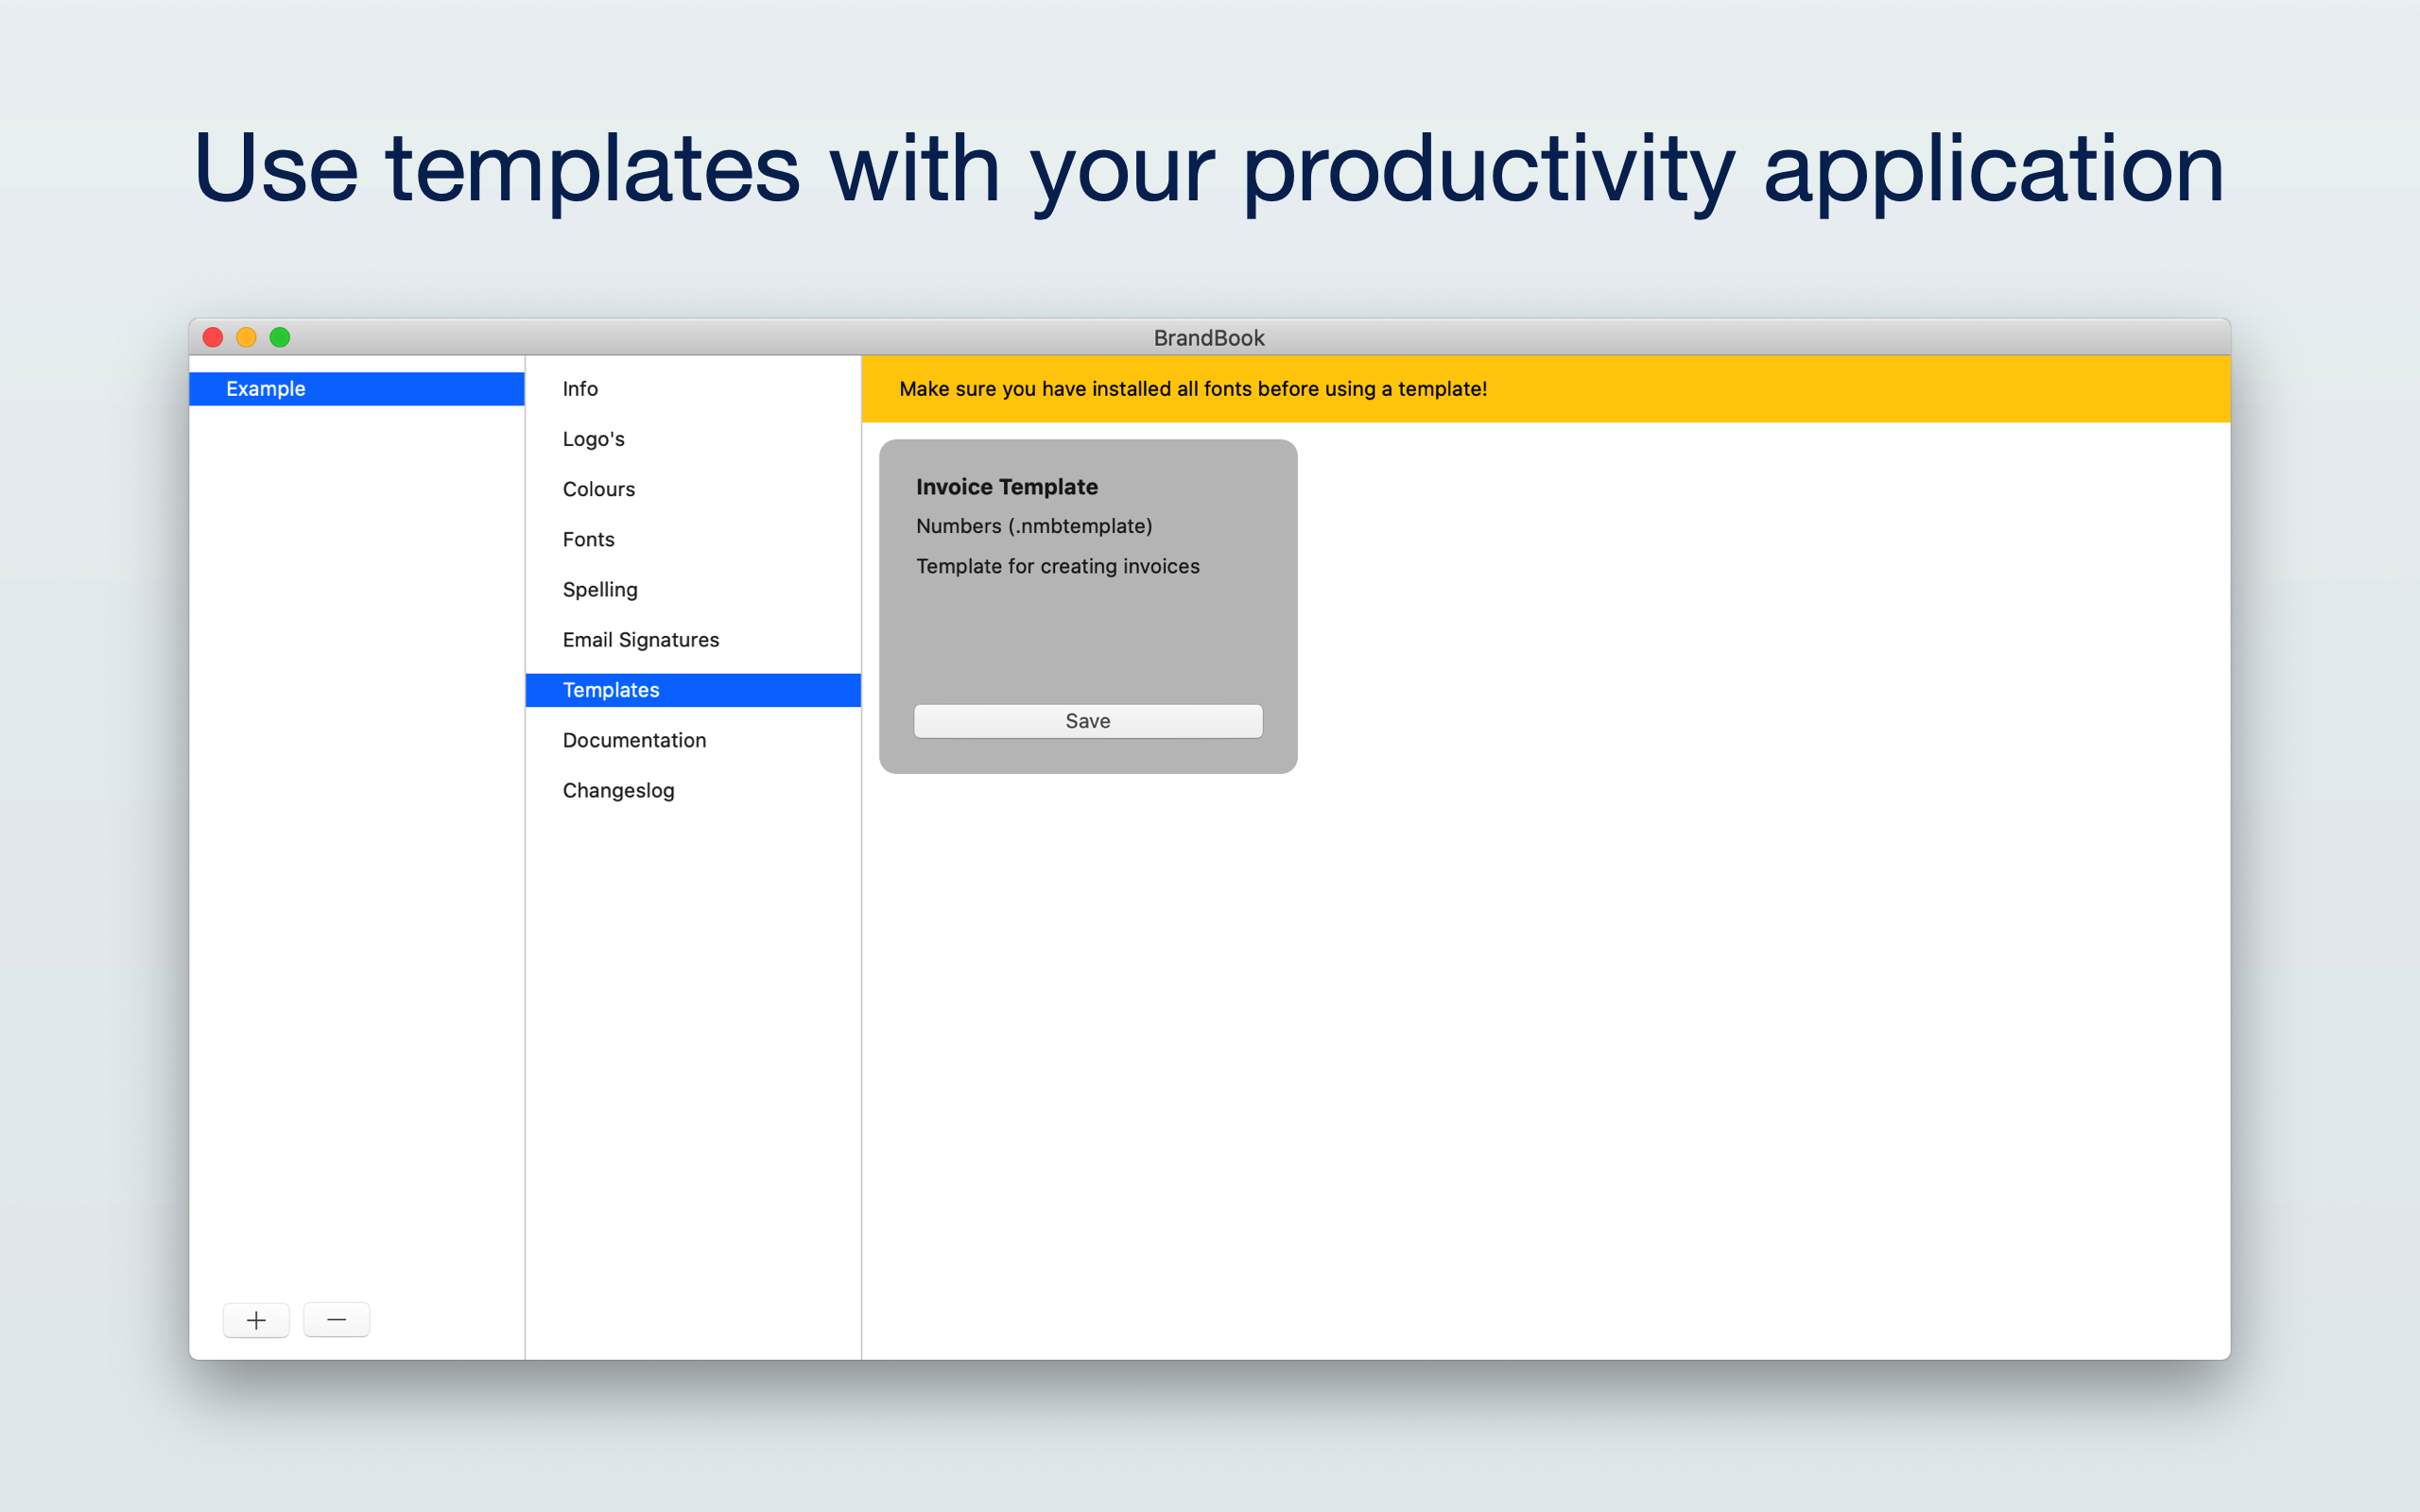 Use templates with your productivity application
BrandBook
Example
Info
Logo's
Colours
Fonts
Spelling
Email Signatures
Templates
Documentation
Changeslog
Make sure you have installed all fonts before using a template!
Invoice Template
Numbers (.nmbtemplate)
Template for creating invoices
Save